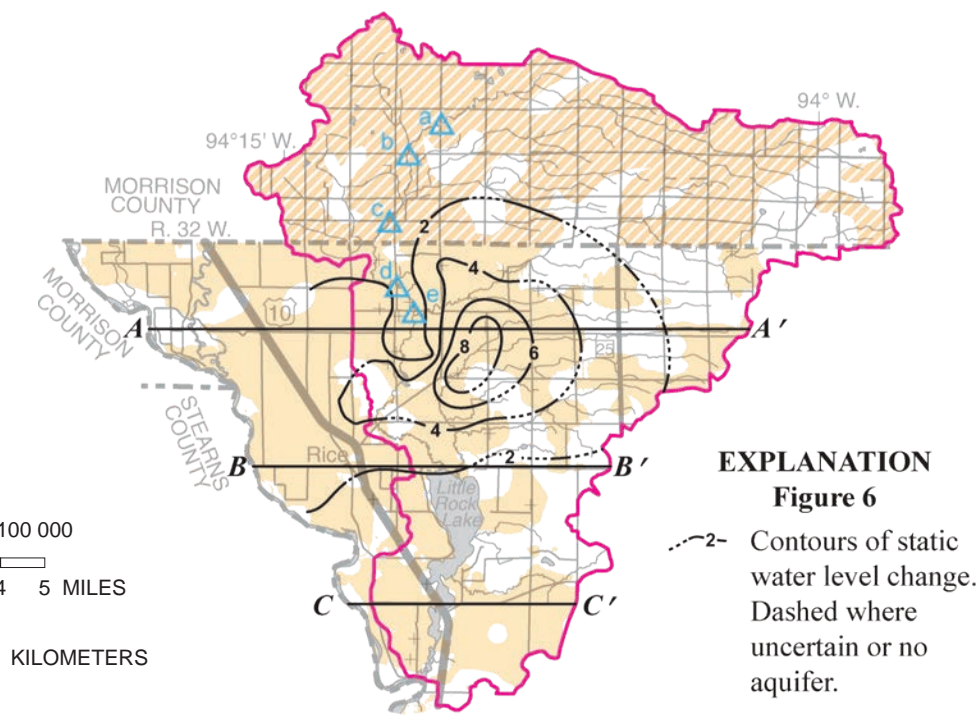 94° W.
a
94°15' W.
b
MORRISON
COUNTY
c
2
R. 32 W.
4
d
e
MORRISON
COUNTY
10
A
A'
8
6
25
STEARNS
COUNTY
4
Rice
2
B
B'
EXPLANATION
Figure 6
Little
Rock
Lake
2
Contours of static
water level change.
Dashed where
uncertain or no
aquifer.
100 000
4 5 MILES
C
C'
KILOMETERS